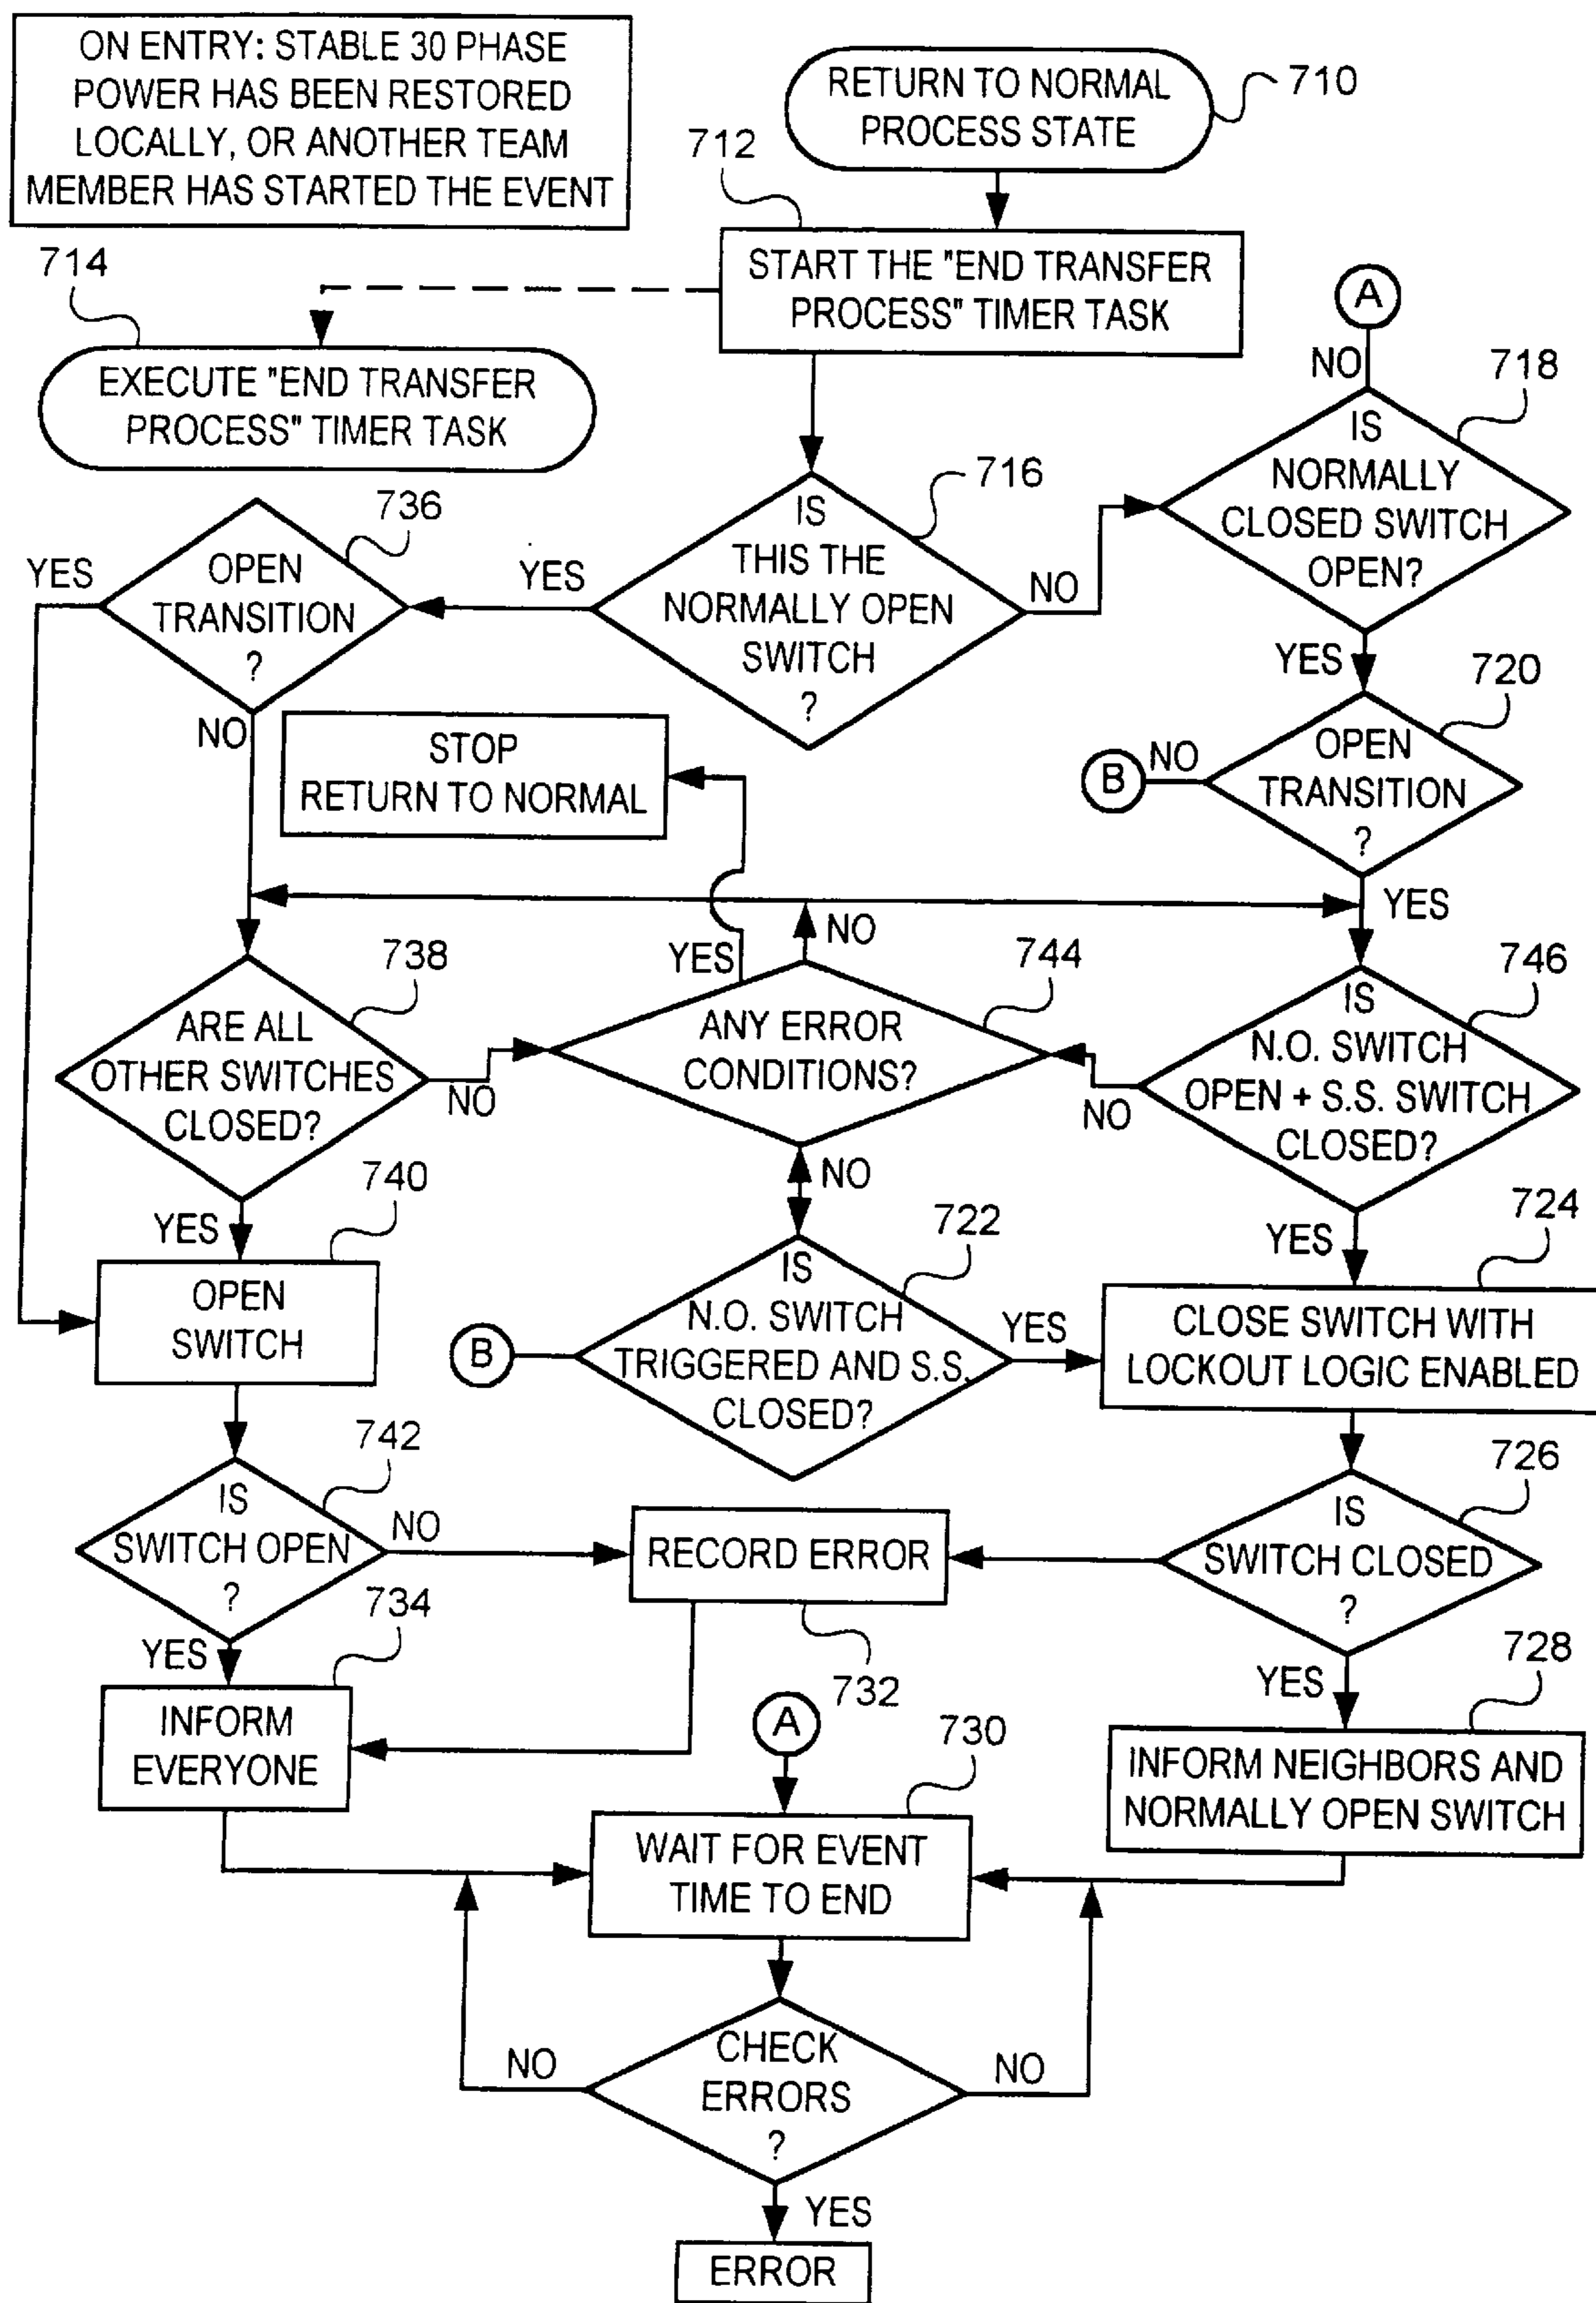 ON ENTRY: STABLE 30 PHASE
POWER HAS BEEN RESTORED
LOCALLY, OR ANOTHER TEAM
MEMBER HAS STARTED THE EVENT
RETURN TO NORMAL
PROCESS STATE
710
712
START THE "END TRANSFER
PROCESS" TIMER TASK
714
EXECUTE "END TRANSFER
PROCESS" TIMER TASK
A
NO
718
IS
NORMALLY
CLOSED SWITCH
OPEN?
716
IS
THIS THE
NORMALLY OPEN
SWITCH
?
YES
NO
736
OPEN
TRANSITION
?
YES
NO
YES
720
OPEN
TRANSITION
?
B
NO
YES
STOP
RETURN TO NORMAL
YES
NO
738
ARE ALL
OTHER SWITCHES
CLOSED?
NO
744
ANY ERROR
CONDITIONS?
746
IS
N.O. SWITCH
OPEN + S.S. SWITCH
CLOSED?
NO
YES
740
OPEN
SWITCH
NO
722
IS
N.O. SWITCH
TRIGGERED AND S.S.
CLOSED?
B
YES
YES
724
CLOSE SWITCH WITH
LOCKOUT LOGIC ENABLED
742
IS
SWITCH OPEN
?
NO
RECORD ERROR
732
726
IS
SWITCH CLOSED
?
YES
734
INFORM
EVERYONE
YES
728
INFORM NEIGHBORS AND
NORMALLY OPEN SWITCH
A
730
WAIT FOR EVENT
TIME TO END
NO
CHECK
ERRORS
?
NO
YES
ERROR